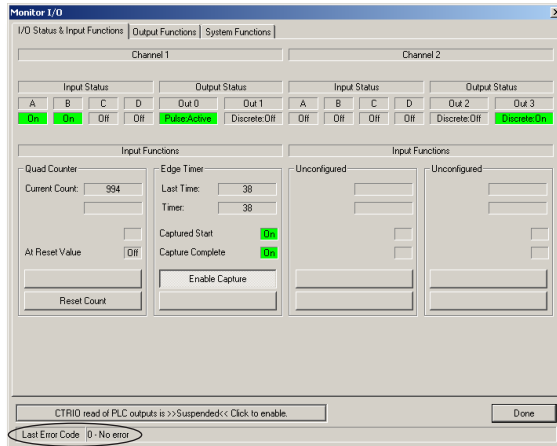 Monitor I/O
I/O Status & Input Functions Output Functions System Functions
Channel 1 Channel 2
Input Status Output Status Input Status Output Status
A B C D Out 0 Out 1 A B C D Out 2 Out 3
On On Off Off Pulse:Active Discrete:Off Off Off Off Off Discrete:Off Discrete:On
Input Functions Input Functions
Quad Counter Edge Timer Unconfigured Unconfigured
Current Count: 994 Last Time: 38
Timer: 38
Captured Start On
At Reset Value Off Capture Complete On
Enable Capture
Reset Count
CTRIO read of PLC outputs is >>Suspended<< Click to enable. Done
Last Error Code 0 - No error